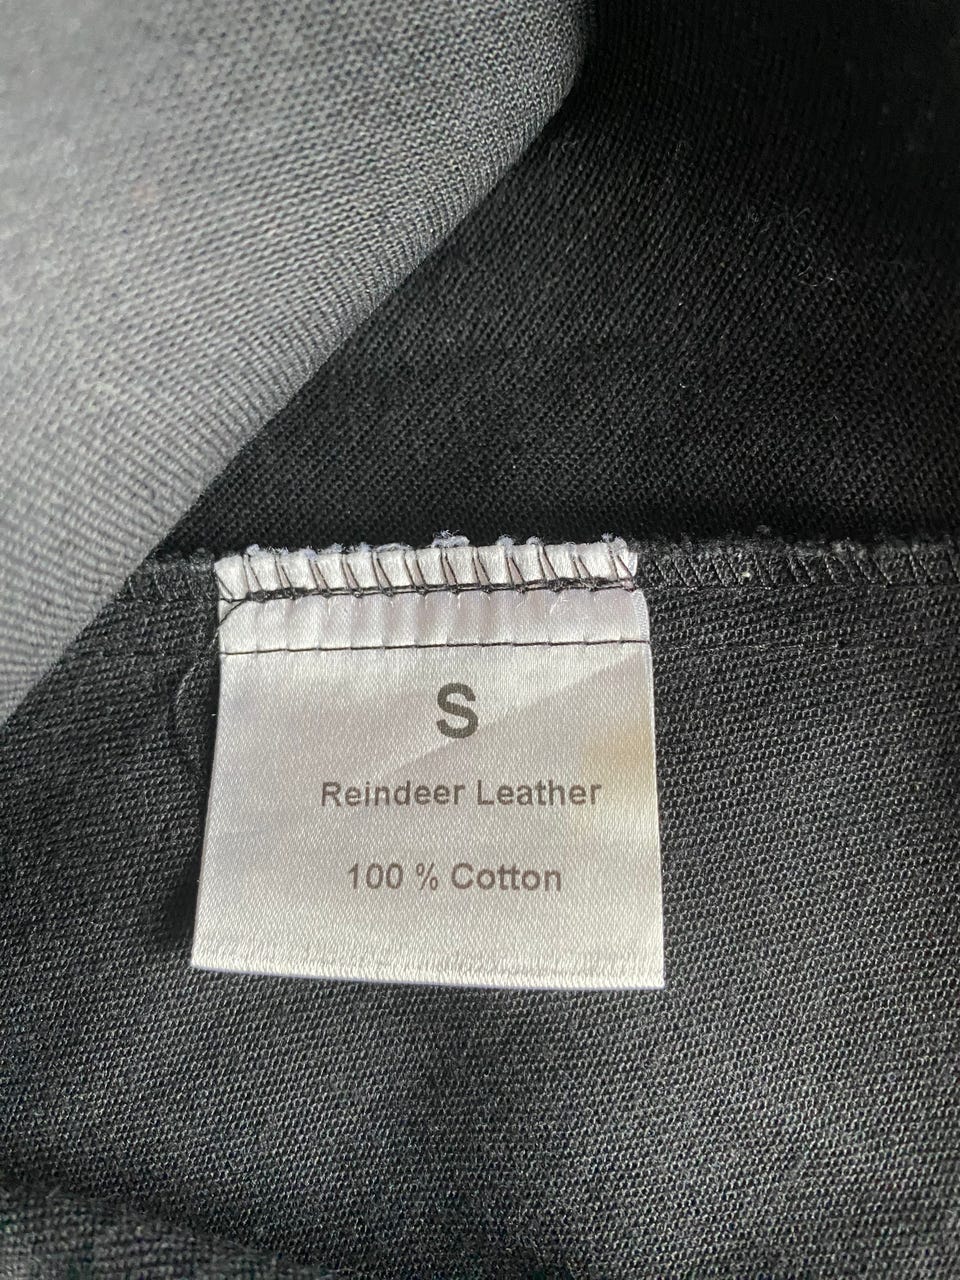 S
Reindeer Leather
100 % Cotton